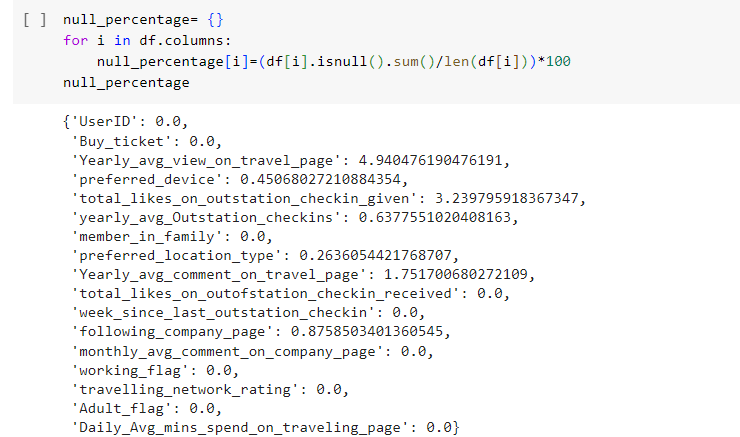 [ ] null_percentage= {}
for i in df.columns:
    null_percentage[i]=(df[i].isnull().sum()/len(df[i]))*100
null_percentage
{'UserID': 0.0,
 'Buy_ticket': 0.0,
 'Yearly_avg_view_on_travel_page': 4.940476190476191,
 'preferred_device': 0.45068027210884354,
 'total_likes_on_outstation_checkin_given': 3.239795918367347,
 'yearly_avg_Outstation_checkins': 0.6377551020408163,
 'member_in_family': 0.0,
 'preferred_location_type': 0.2636054421768707,
 'Yearly_avg_comment_on_travel_page': 1.751700680272109,
 'total_likes_on_outofstation_checkin_received': 0.0,
 'week_since_last_outstation_checkin': 0.0,
 'following_company_page': 0.8758503401360545,
 'monthly_avg_comment_on_company_page': 0.0,
 'working_flag': 0.0,
 'travelling_network_rating': 0.0,
 'Adult_flag': 0.0,
 'Daily_Avg_mins_spend_on_traveling_page': 0.0}